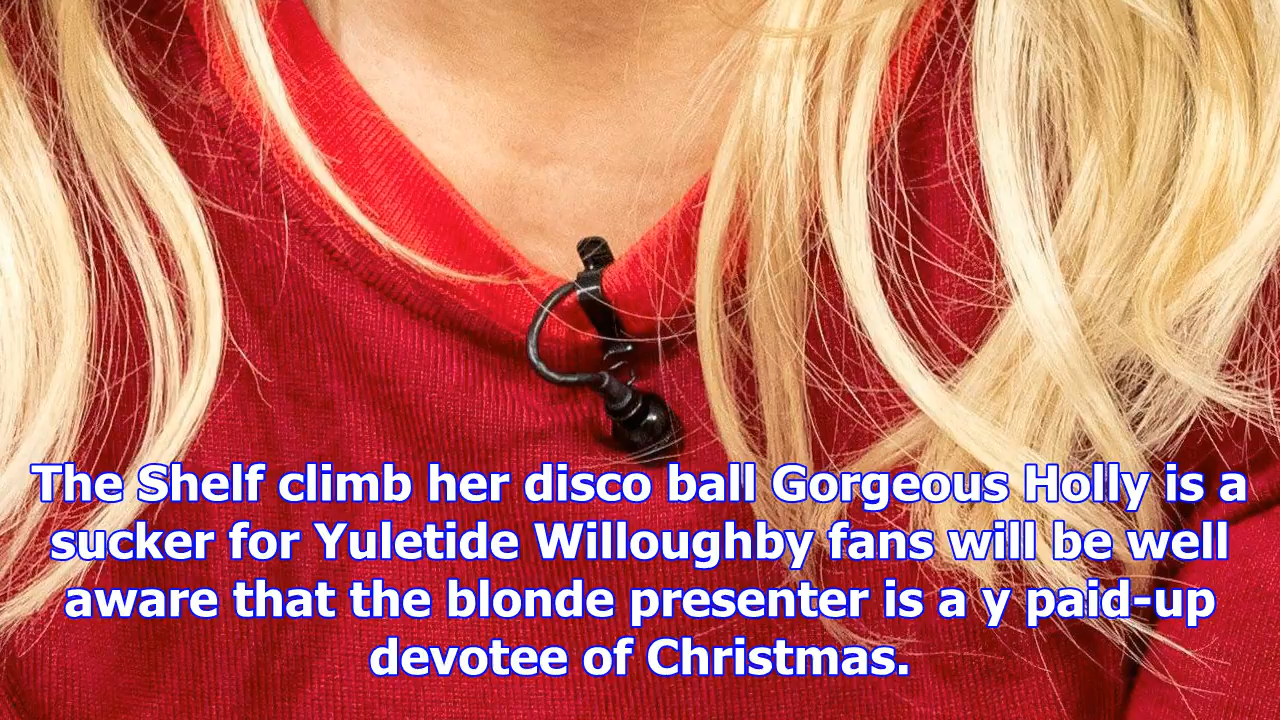 The Shelf climb her disco ball Gorgeous Holly is a
sucker for Yuletide Willoughby fans will be well
aware that the blonde presenter is a y paid-up
devotee of Christmas.